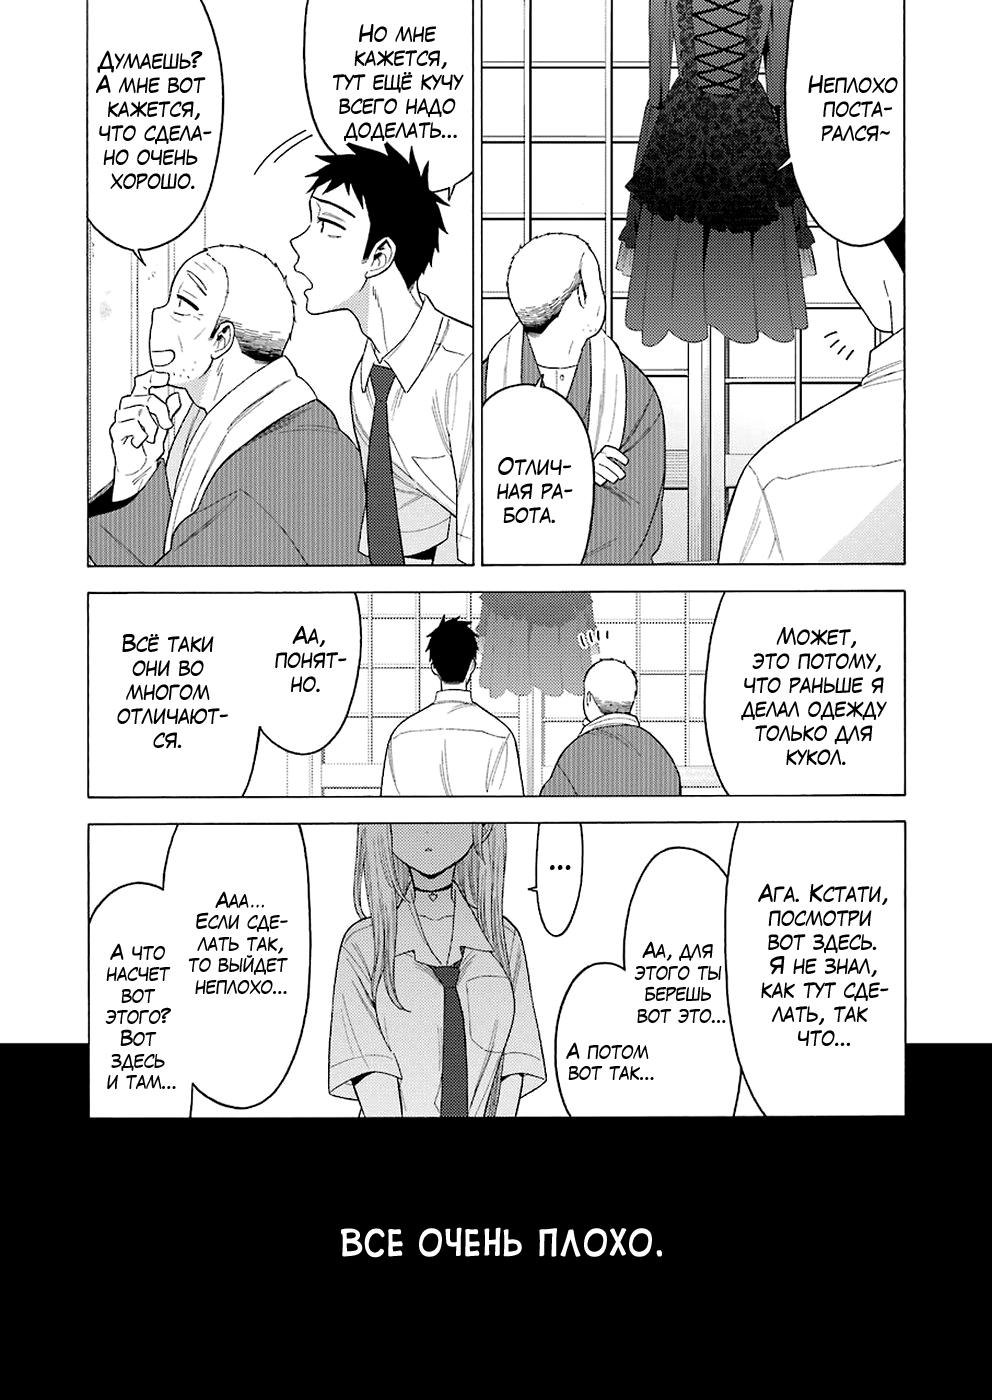 Неплохо
поста-
рался~
Отлич-
ная ра-
бота.
Но мне
кажется,
тут ещё кучу
всего надо
доделать...
Думаешь?
А мне вот
кажется,
что сдела-
но очень
хорошо.
Может,
это потому,
что раньше я
делал одежду
только для
кукол.
Аа,
понят-
но.
Всё таки
они во
многом
отличают-
ся.
Ага. Кстати,
посмотри
вот здесь.
Я не знал,
как тут сде-
лать, так
что...
Аа, для
этого ты
берешь
вот это...
А потом
вот так...
...
Ааа...
Если сде-
лать так,
то выйдет
неплохо...
А что
насчет
вот
этого?
Вот
здесь
и там...
ВСЕ ОЧЕНЬ ПЛОХО.